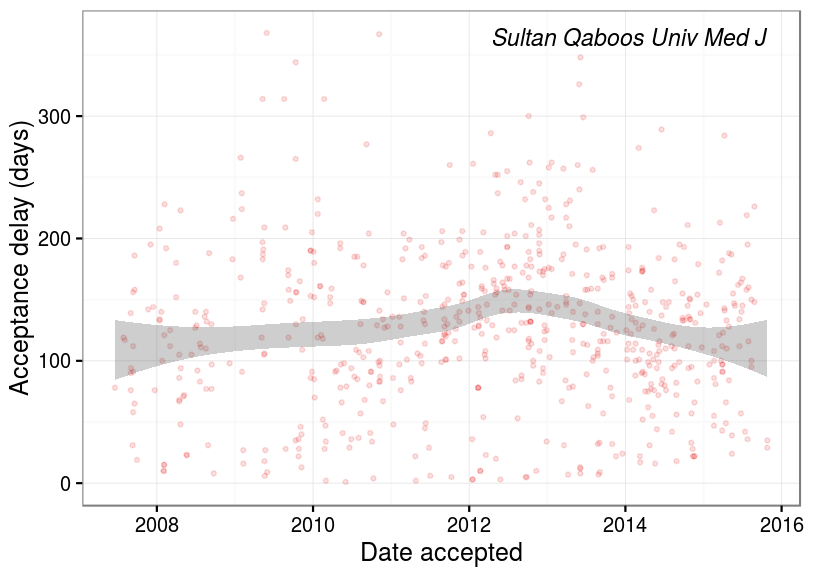 Sultan Qaboos Univ Med J
Acceptance delay (days)
300
200
100
0
2008 2010 2012 2014 2016
Date accepted